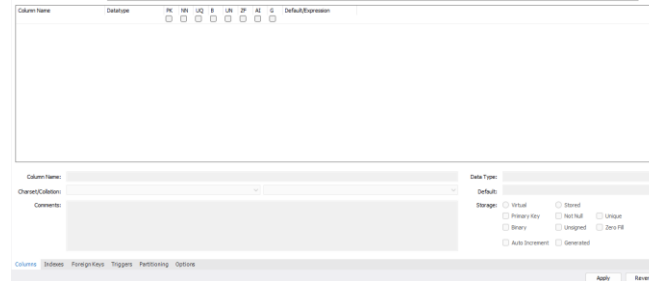 Column Name Datatype PK NN UQ B UN ZF AI G Default/Expression
Column Name: Data Type:
Charset/Collation: Default:
Comments: Storage: Virtual Stored
Primary Key Not Null Unique
Binary Unsigned Zero Fill
Auto Increment Generated
Columns Indexes Foreign Keys Triggers Partitioning Options
Apply Rever